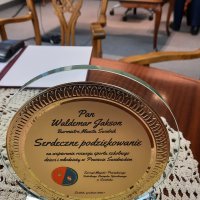 Pan
Waldemar Jakson
Burmistrz Miasta Świdnik
Serdeczne podziękowanie
za wspieranie rozwoju sportu szkolnego
dzieci i młodzieży w Powiecie Świdnickim